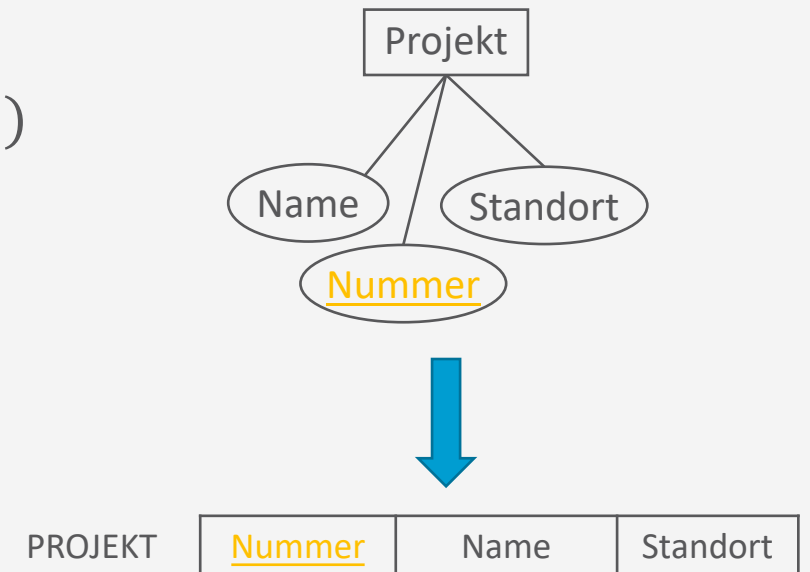 Projekt
)
Name
Standort
Nummer
PROJEKT Nummer Name Standort